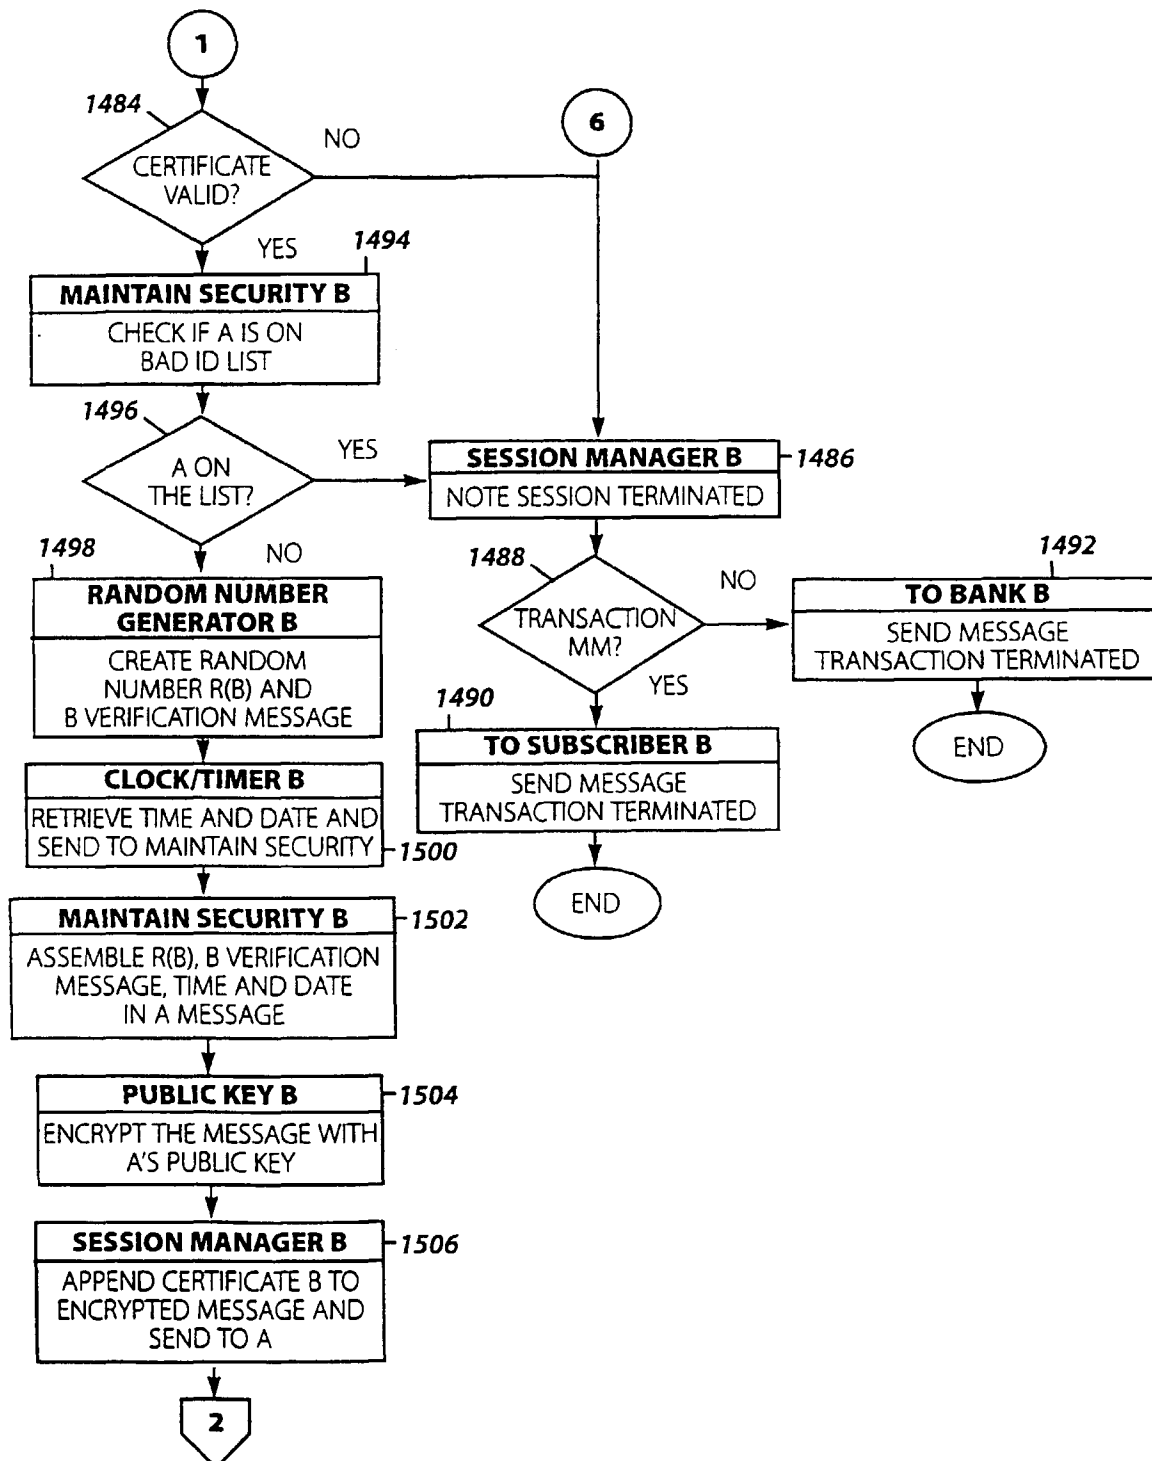 1
1484
CERTIFICATE
VALID?
NO
6
YES
1494
MAINTAIN SECURITY B
CHECK IF A IS ON
BAD ID LIST
1496
A ON
THE LIST?
YES
SESSION MANAGER B
1486
NOTE SESSION TERMINATED
NO
1498
RANDOM NUMBER
GENERATOR B
CREATE RANDOM
NUMBER R(B) AND
B VERIFICATION MESSAGE
1488
TRANSACTION
MM?
NO
1492
TO BANK B
SEND MESSAGE
TRANSACTION TERMINATED
END
YES
1490
TO SUBSCRIBER B
SEND MESSAGE
TRANSACTION TERMINATED
END
CLOCK/TIMER B
RETRIEVE TIME AND DATE AND
SEND TO MAINTAIN SECURITY
1500
MAINTAIN SECURITY B
1502
ASSEMBLE R(B), B VERIFICATION
MESSAGE, TIME AND DATE
IN A MESSAGE
PUBLIC KEY B
1504
ENCRYPT THE MESSAGE WITH
A'S PUBLIC KEY
SESSION MANAGER B
1506
APPEND CERTIFICATE B TO
ENCRYPTED MESSAGE AND
SEND TO A
2